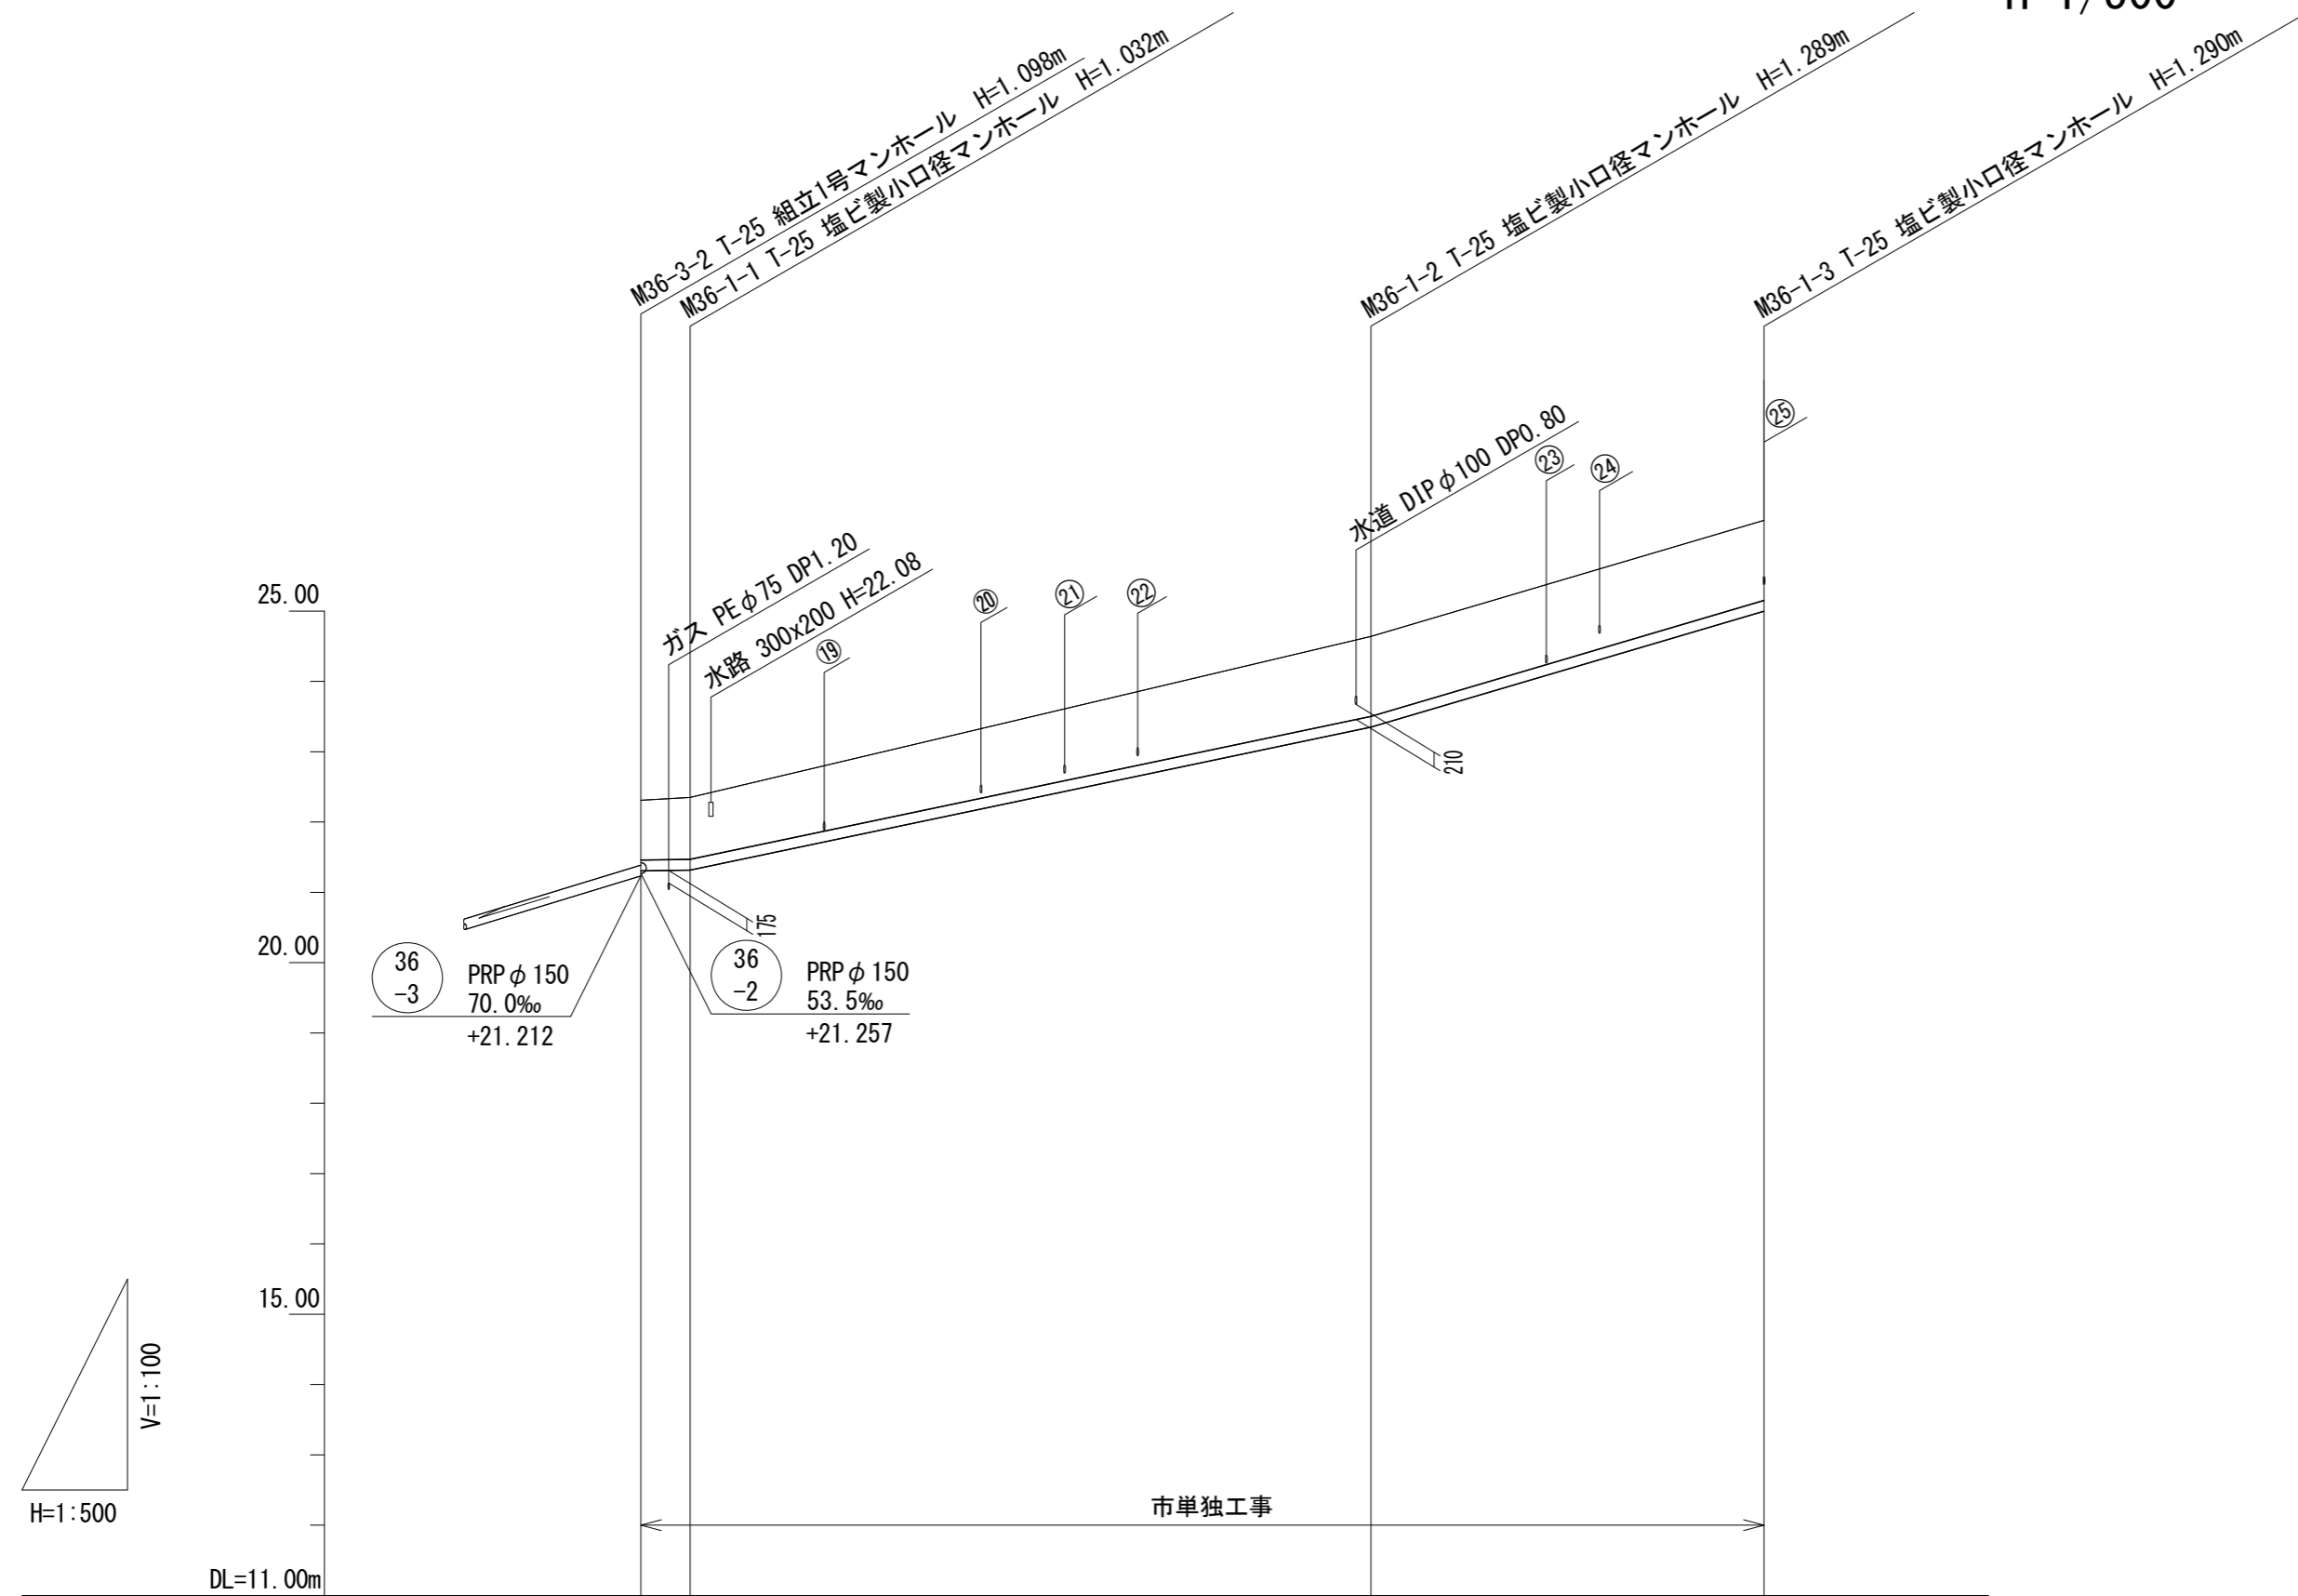 M36-3-2 T-25 組立1号マンホール H=1.098m
M36-1-1 T-25 塩ビ製小口径マンホール H=1.032m
M36-1-2 T-25 塩ビ製小口径マンホール H=1.289m
M36-1-3 T-25 塩ビ製小口径マンホール H=1.290m
㉕
水道 DIPφ100 DP0.80
㉓
㉔
ガス PEφ75 DP1.20
水路 300x200 H=22.08
⑲
⑳
㉑
㉒
25.00
210
175
20.00
36
-3
PRPφ150
70.0‰
+21.212
36
-2
PRPφ150
53.5‰
+21.257
15.00
V=1:100
H=1:500
市単独工事
DL=11.00m